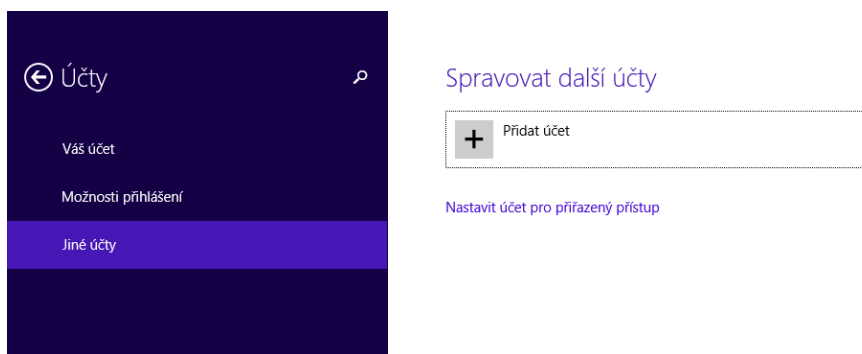 Účty
Váš účet
Možnosti přihlášení
Jiné účty
Spravovat další účty
Přidat účet
Nastavit účet pro přiřazený přístup